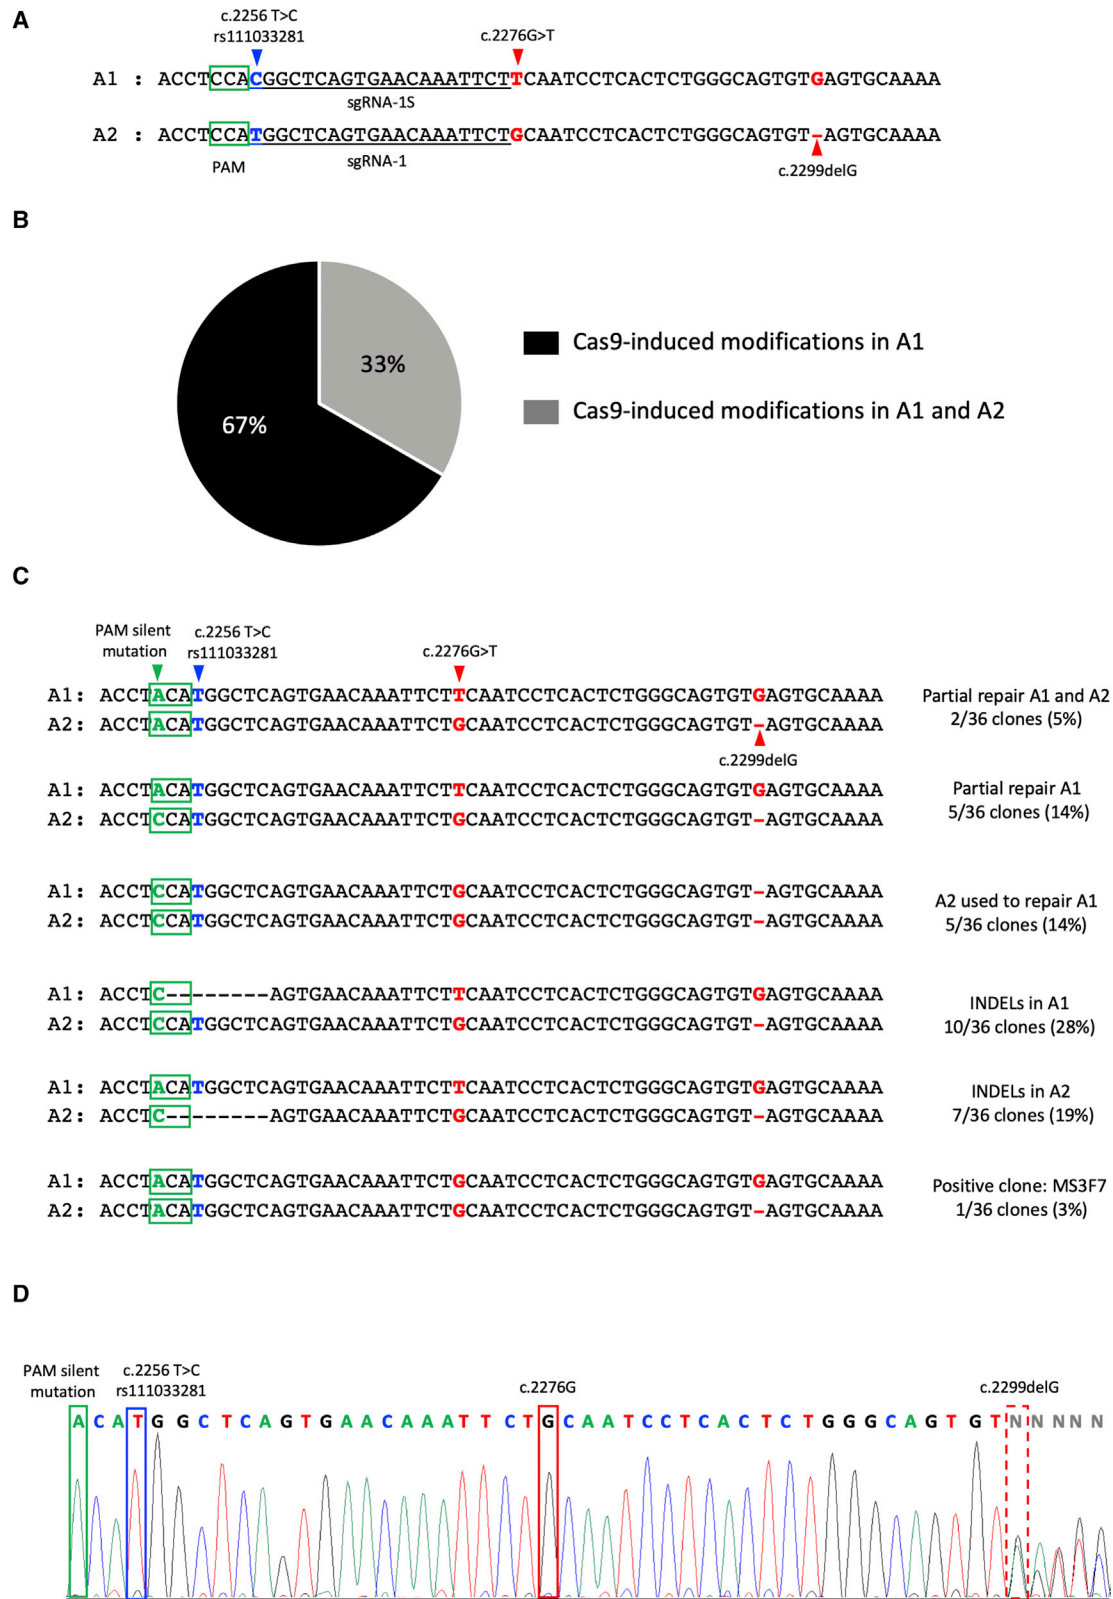 A
c.2256 T>C
rs111033281
c.2276G>T
A1 : ACCTCCACGGCTCAGTGAACAAATTCTTCAATCCTCACTCTGGGCAGTGTGAGTGCAAAA
sgRNA-1S
A2 : ACCTCCATGGCTCAGTGAACAAATTCTGCAATCCTCACTCTGGGCAGTGT-AGTGCAAAA
PAM
sgRNA-1
c.2299delG
B
33%
67%
Cas9-induced modifications in A1
Cas9-induced modifications in A1 and A2
C
PAM silent
mutation
c.2256 T>C
rs111033281
c.2276G>T
A1: ACCTACATGGCTCAGTGAACAAATTCTTCAATCCTCACTCTGGGCAGTGTGAGTGCAAAA
A2: ACCTACATGGCTCAGTGAACAAATTCTGCAATCCTCACTCTGGGCAGTGT-AGTGCAAAA
Partial repair A1 and A2
2/36 clones (5%)
c.2299delG
A1: ACCTACATGGCTCAGTGAACAAATTCTTCAATCCTCACTCTGGGCAGTGTGAGTGCAAAA
A2: ACCTCCATGGCTCAGTGAACAAATTCTGCAATCCTCACTCTGGGCAGTGT-AGTGCAAAA
Partial repair A1
5/36 clones (14%)
A1: ACCTCCATGGCTCAGTGAACAAATTCTGCAATCCTCACTCTGGGCAGTGT-AGTGCAAAA
A2: ACCTCCATGGCTCAGTGAACAAATTCTGCAATCCTCACTCTGGGCAGTGT-AGTGCAAAA
A2 used to repair A1
5/36 clones (14%)
A1: ACCTC--------AGTGAACAAATTCTTCAATCCTCACTCTGGGCAGTGTGAGTGCAAAA
A2: ACCTCCATGGCTCAGTGAACAAATTCTGCAATCCTCACTCTGGGCAGTGT-AGTGCAAAA
INDELs in A1
10/36 clones (28%)
A1: ACCTACATGGCTCAGTGAACAAATTCTTCAATCCTCACTCTGGGCAGTGTGAGTGCAAAA
A2: ACCTC--------AGTGAACAAATTCTGCAATCCTCACTCTGGGCAGTGT-AGTGCAAAA
INDELs in A2
7/36 clones (19%)
A1: ACCTACATGGCTCAGTGAACAAATTCTGCAATCCTCACTCTGGGCAGTGTGAGTGCAAAA
A2: ACCTACATGGCTCAGTGAACAAATTCTGCAATCCTCACTCTGGGCAGTGT-AGTGCAAAA
Positive clone: MS3F7
1/36 clones (3%)
D
PAM silent
mutation
c.2256 T>C
rs111033281
c.2276G
c.2299delG
A C A T G G C T C A G T G A A C A A A T T C T G C A A T C C T C A C T C T G G G C A G T G T N N N N N